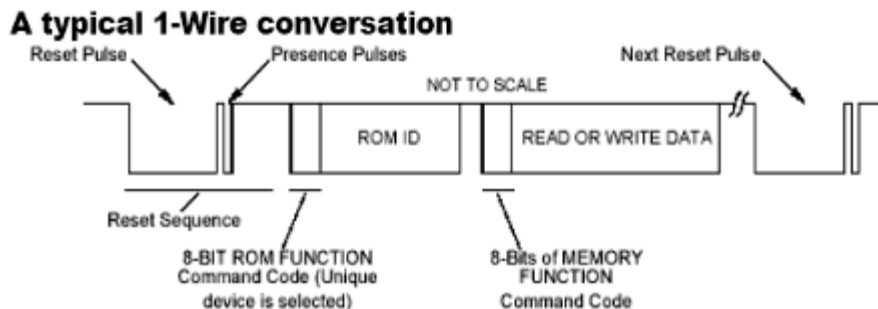 A typical 1-Wire conversation
Reset Pulse
Presence Pulses
Next Reset Pulse
NOT TO SCALE
ROM ID
READ OR WRITE DATA
Reset Sequence
8-BIT ROM FUNCTION
Command Code (Unique
device is selected)
8-Bits of MEMORY
FUNCTION
Command Code